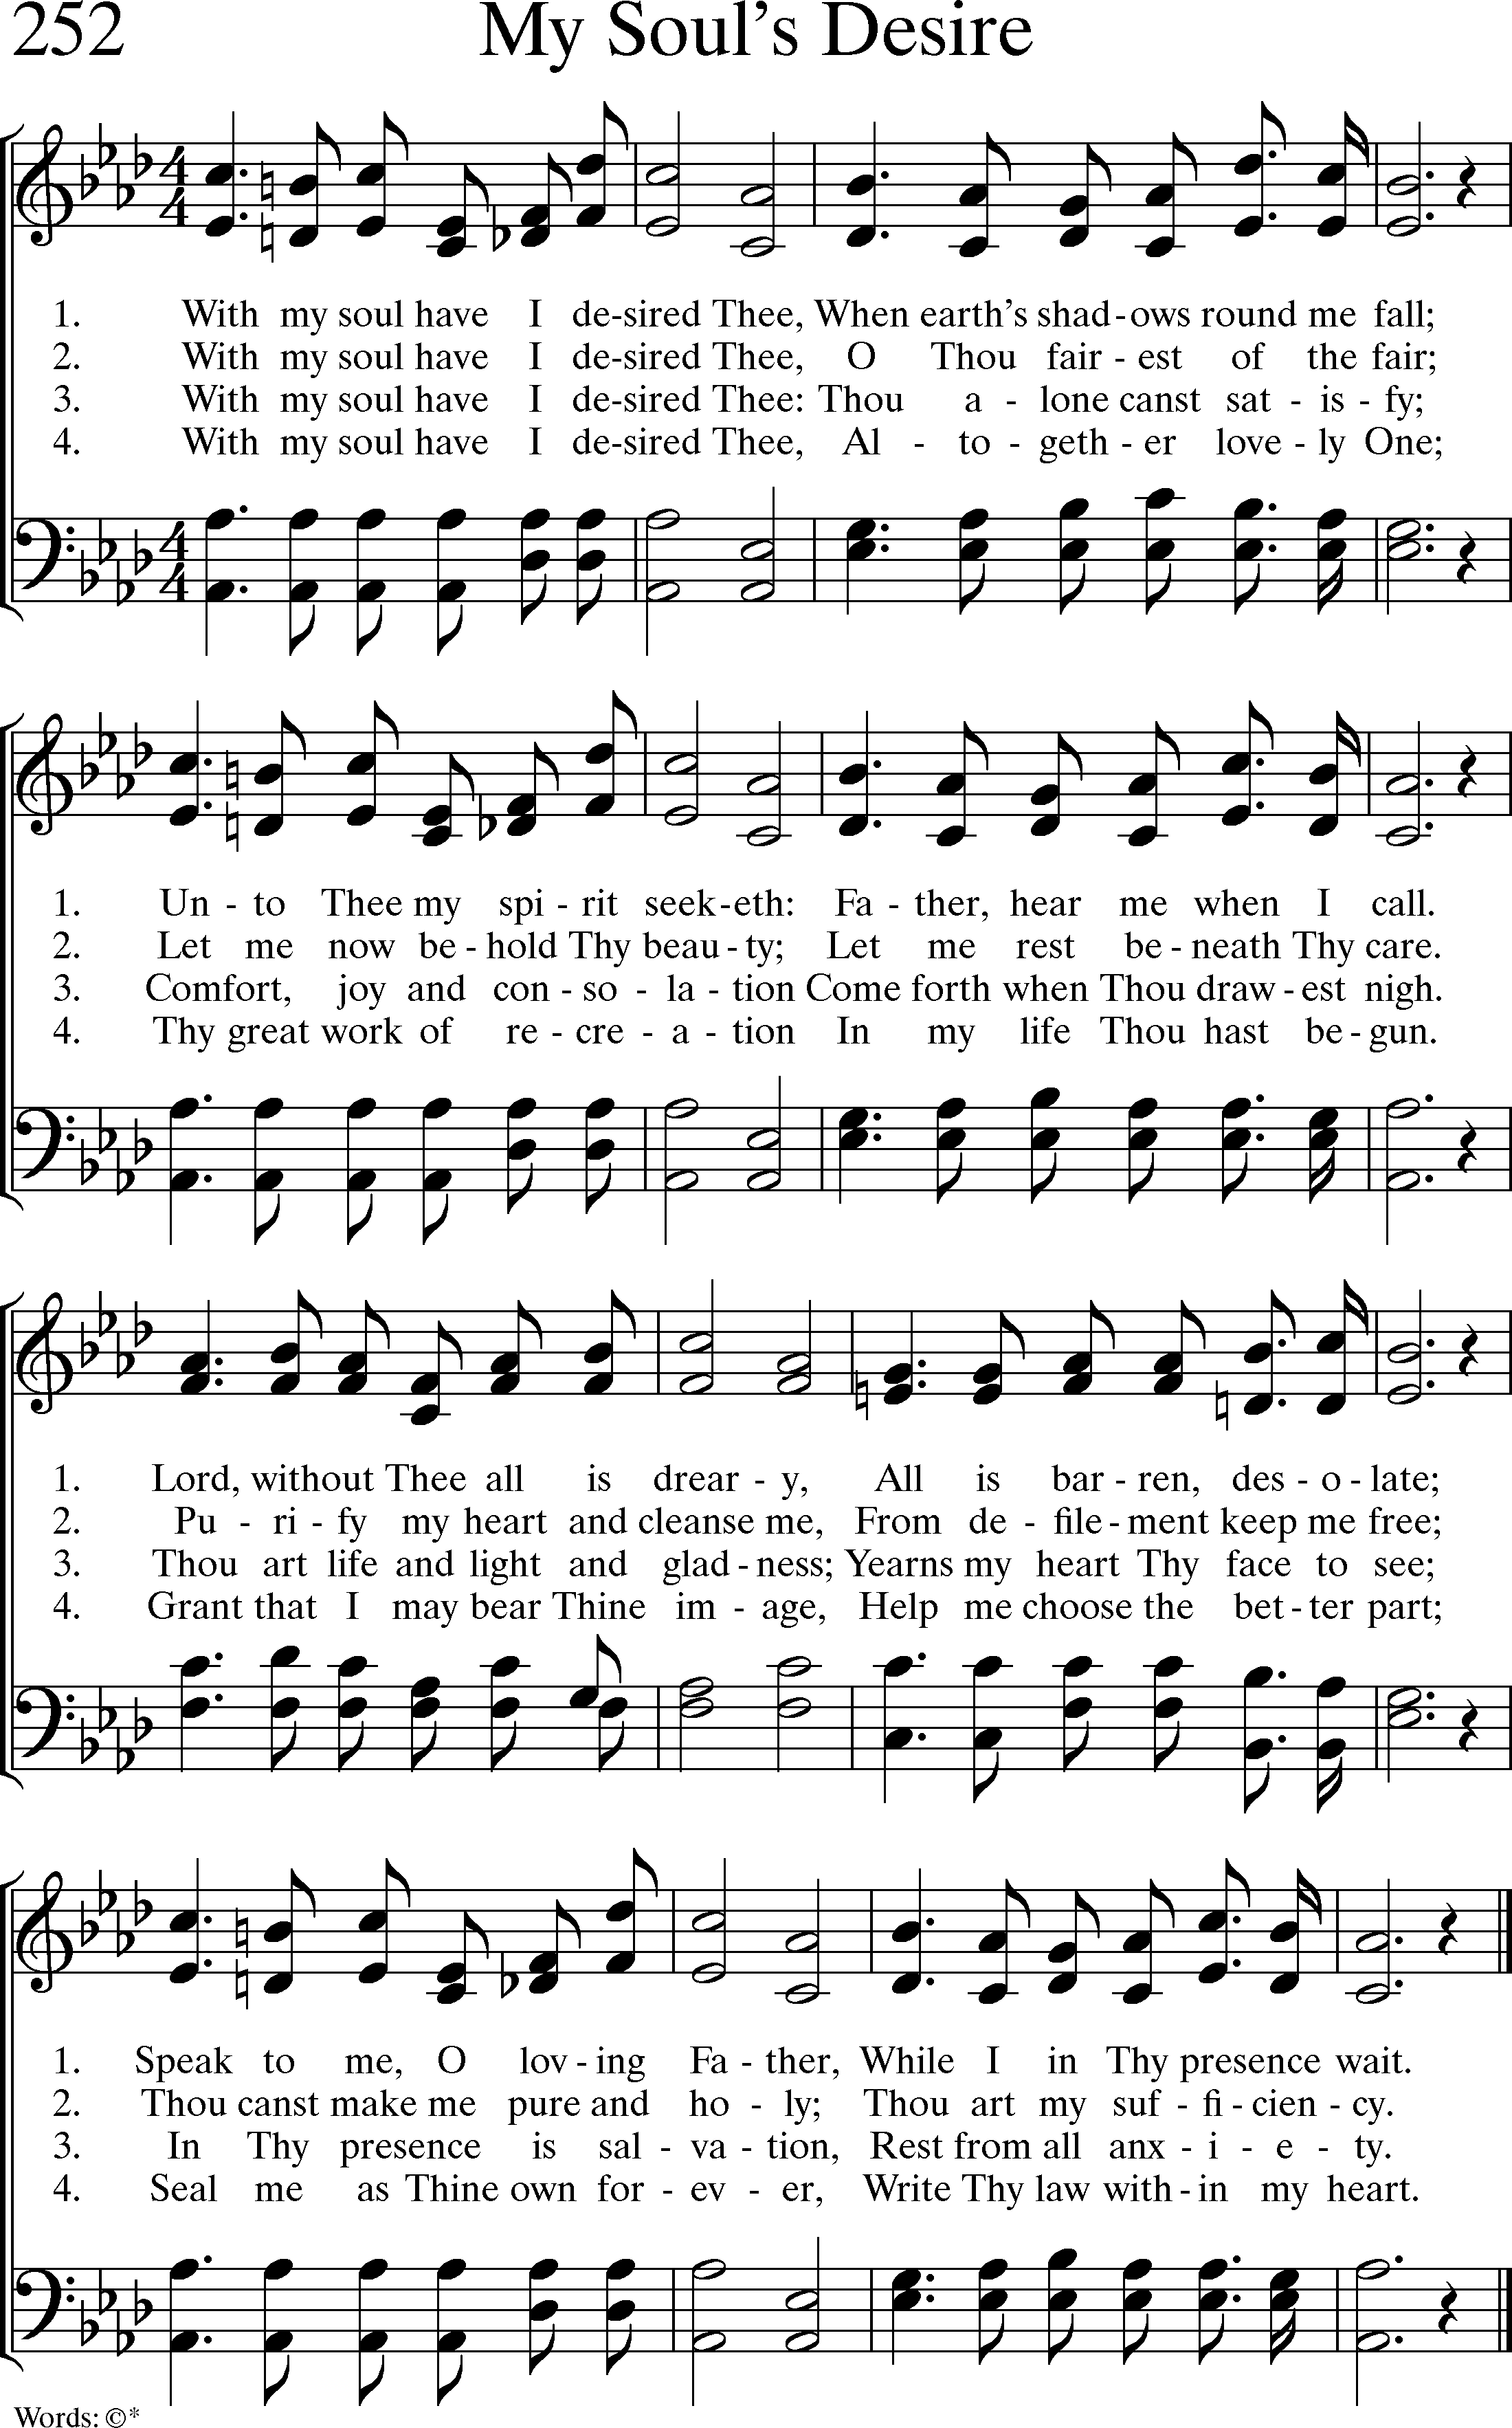 252 My Soul's Desire
4
4
1. With my soul have I de-sired Thee, When earth's shad-ows round me fall;
2. With my soul have I de-sired Thee, O Thou fair - est of the fair;
3. With my soul have I de-sired Thee: Thou a - lone canst sat - is - fy;
4. With my soul have I de-sired Thee, Al - to - geth - er love - ly One;
4
4
1. Un - to Thee my spi - rit seek-eth: Fa - ther, hear me when I call.
2. Let me now be - hold Thy beau - ty; Let me rest be - neath Thy care.
3. Comfort, joy and con - so - la - tion Come forth when Thou draw - est nigh.
4. Thy great work of re - cre - a - tion In my life Thou hast be - gun.
1. Lord, without Thee all is drear - y, All is bar - ren, des - o - late;
2. Pu - ri - fy my heart and cleanse me, From de - file - ment keep me free;
3. Thou art life and light and glad - ness; Yearns my heart Thy face to see;
4. Grant that I may bear Thine im - age, Help me choose the bet - ter part;
1. Speak to me, O lov - ing Fa - ther, While I in Thy presence wait.
2. Thou canst make me pure and ho - ly; Thou art my suf - fi - cien - cy.
3. In Thy presence is sal - va - tion, Rest from all anx - i - e - ty.
4. Seal me as Thine own for - ev - er, Write Thy law with - in my heart.
Words: ©*